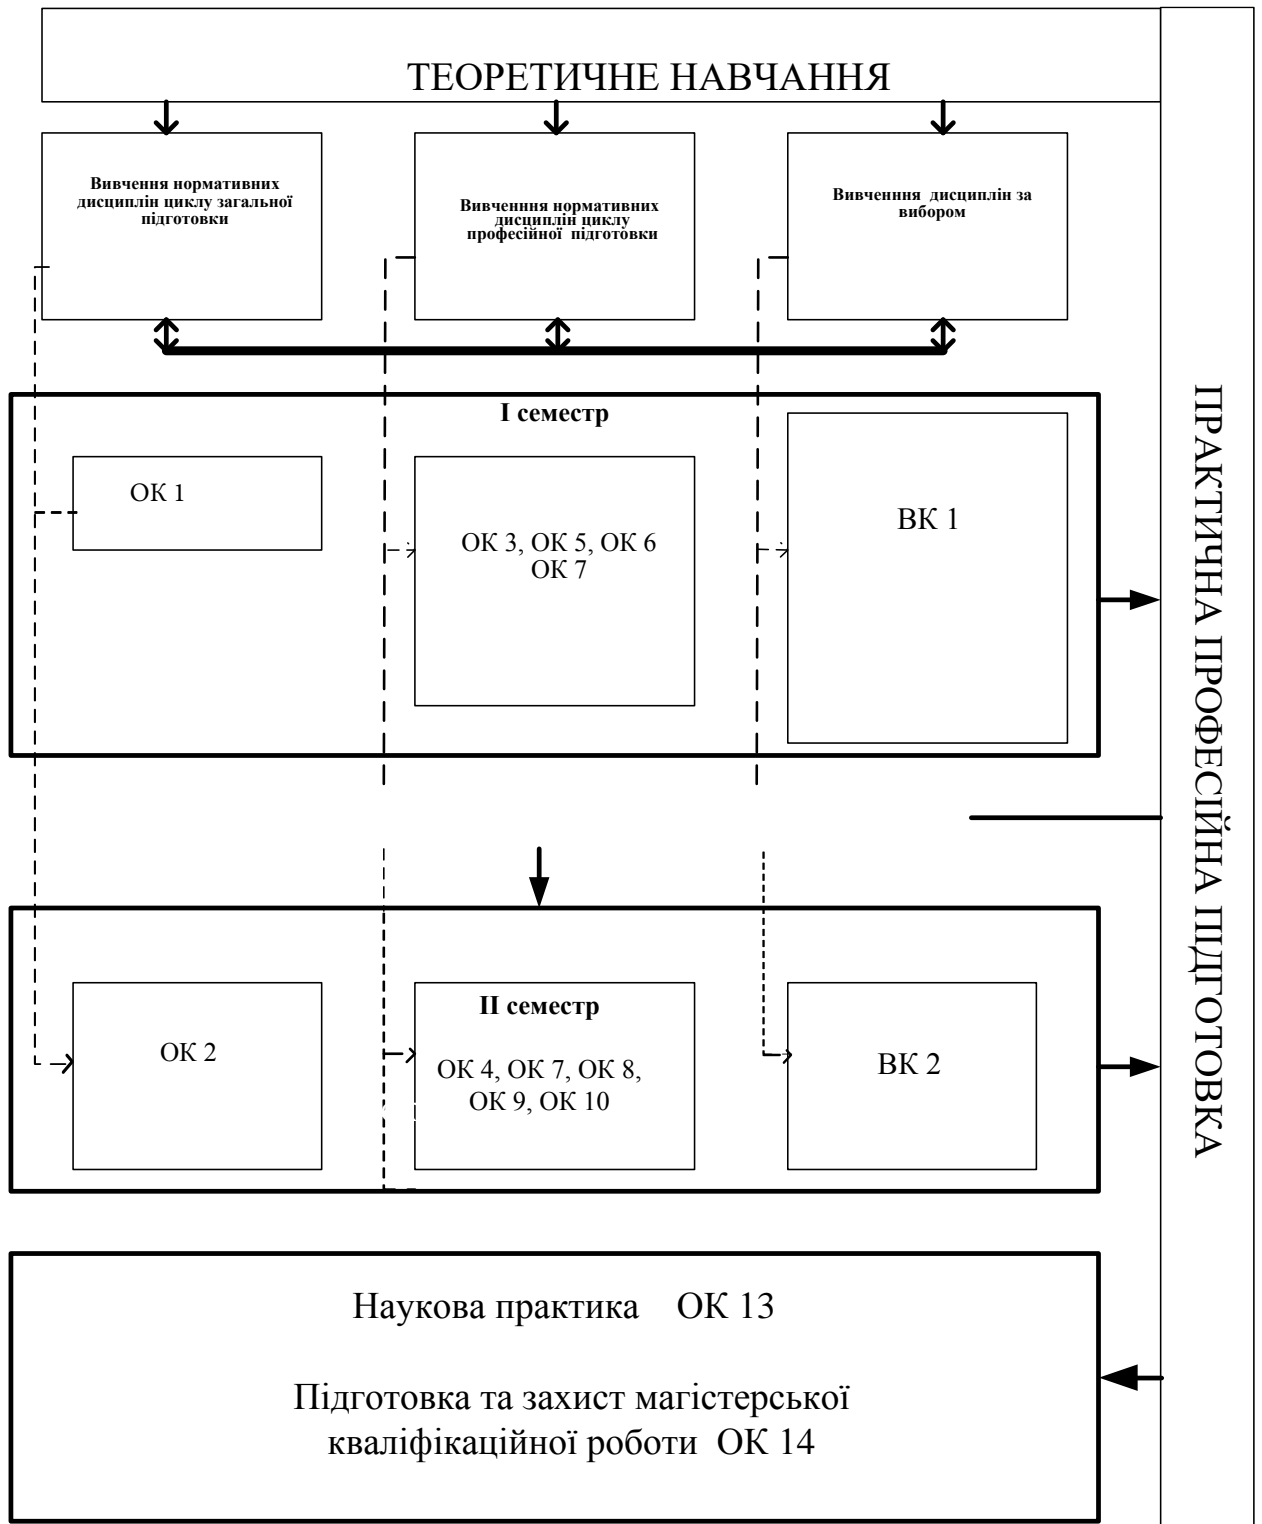 ТЕОРЕТИЧНЕ НАВЧАННЯ
Вивчення нормативних
дисциплін циклу загальної
підготовки
Вивченння нормативних
дисциплін циклу
професійної підготовки
Вивченння дисциплін за
вибором
І семестр
ОК 1
ОК 3, ОК 5, ОК 6
ОК 7
ВК 1
ІІ семестр
ОК 2
ОК 4, ОК 7, ОК 8,
ОК 9, ОК 10
ВК 2
Наукова практика ОК 13
Підготовка та захист магістерської
кваліфікаційної роботи ОК 14
ПРАКТИЧНА ПРОФЕСІЙНА ПІДГОТОВКА